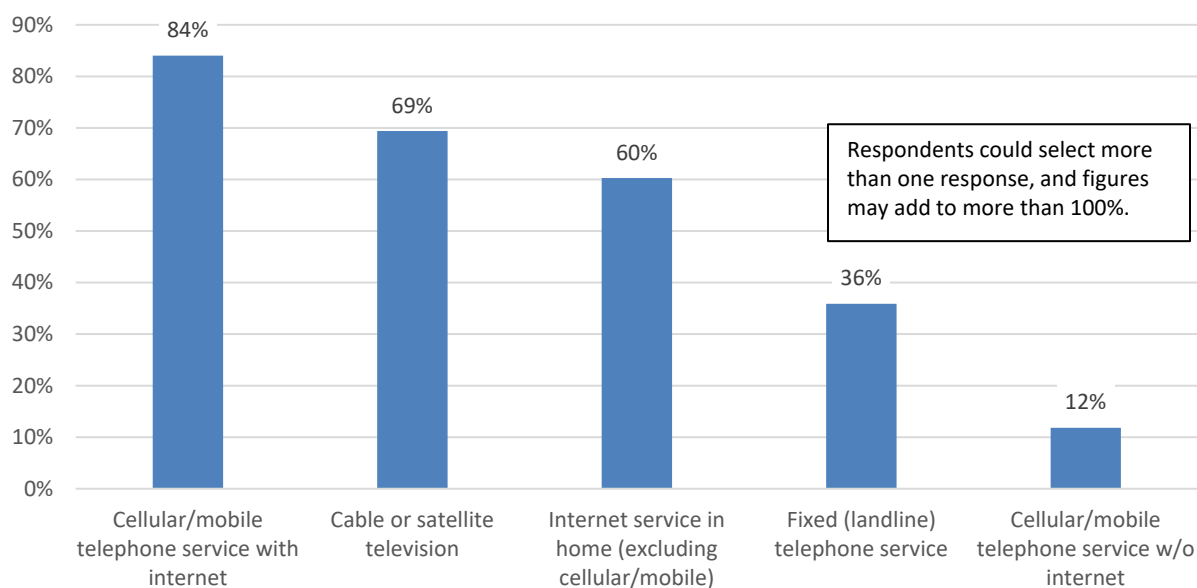 90%
80%
70%
60%
50%
40%
30%
20%
10%
0%
84%
69%
60%
36%
12%
Respondents could select more
than one response, and figures
may add to more than 100%.
Cellular/mobile
telephone service with
internet
Cable or satellite
television
Internet service in
home (excluding
cellular/mobile)
Fixed (landline)
telephone service
Cellular/mobile
telephone service w/o
internet